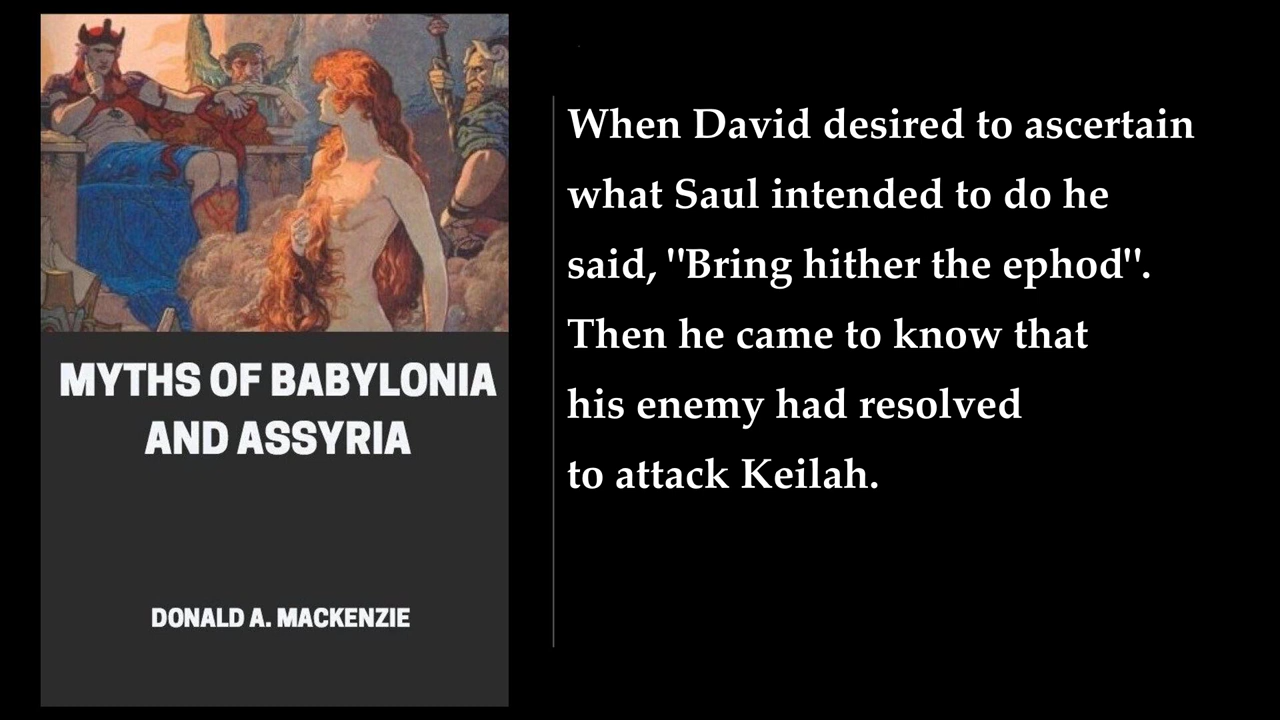 MYTHS OF BABYLONIA
AND ASSYRIA
DONALD A. MACKENZIE
When David desired to ascertain
what Saul intended to do he
said, "Bring hither the ephod".
Then he came to know that
his enemy had resolved
to attack Keilah.